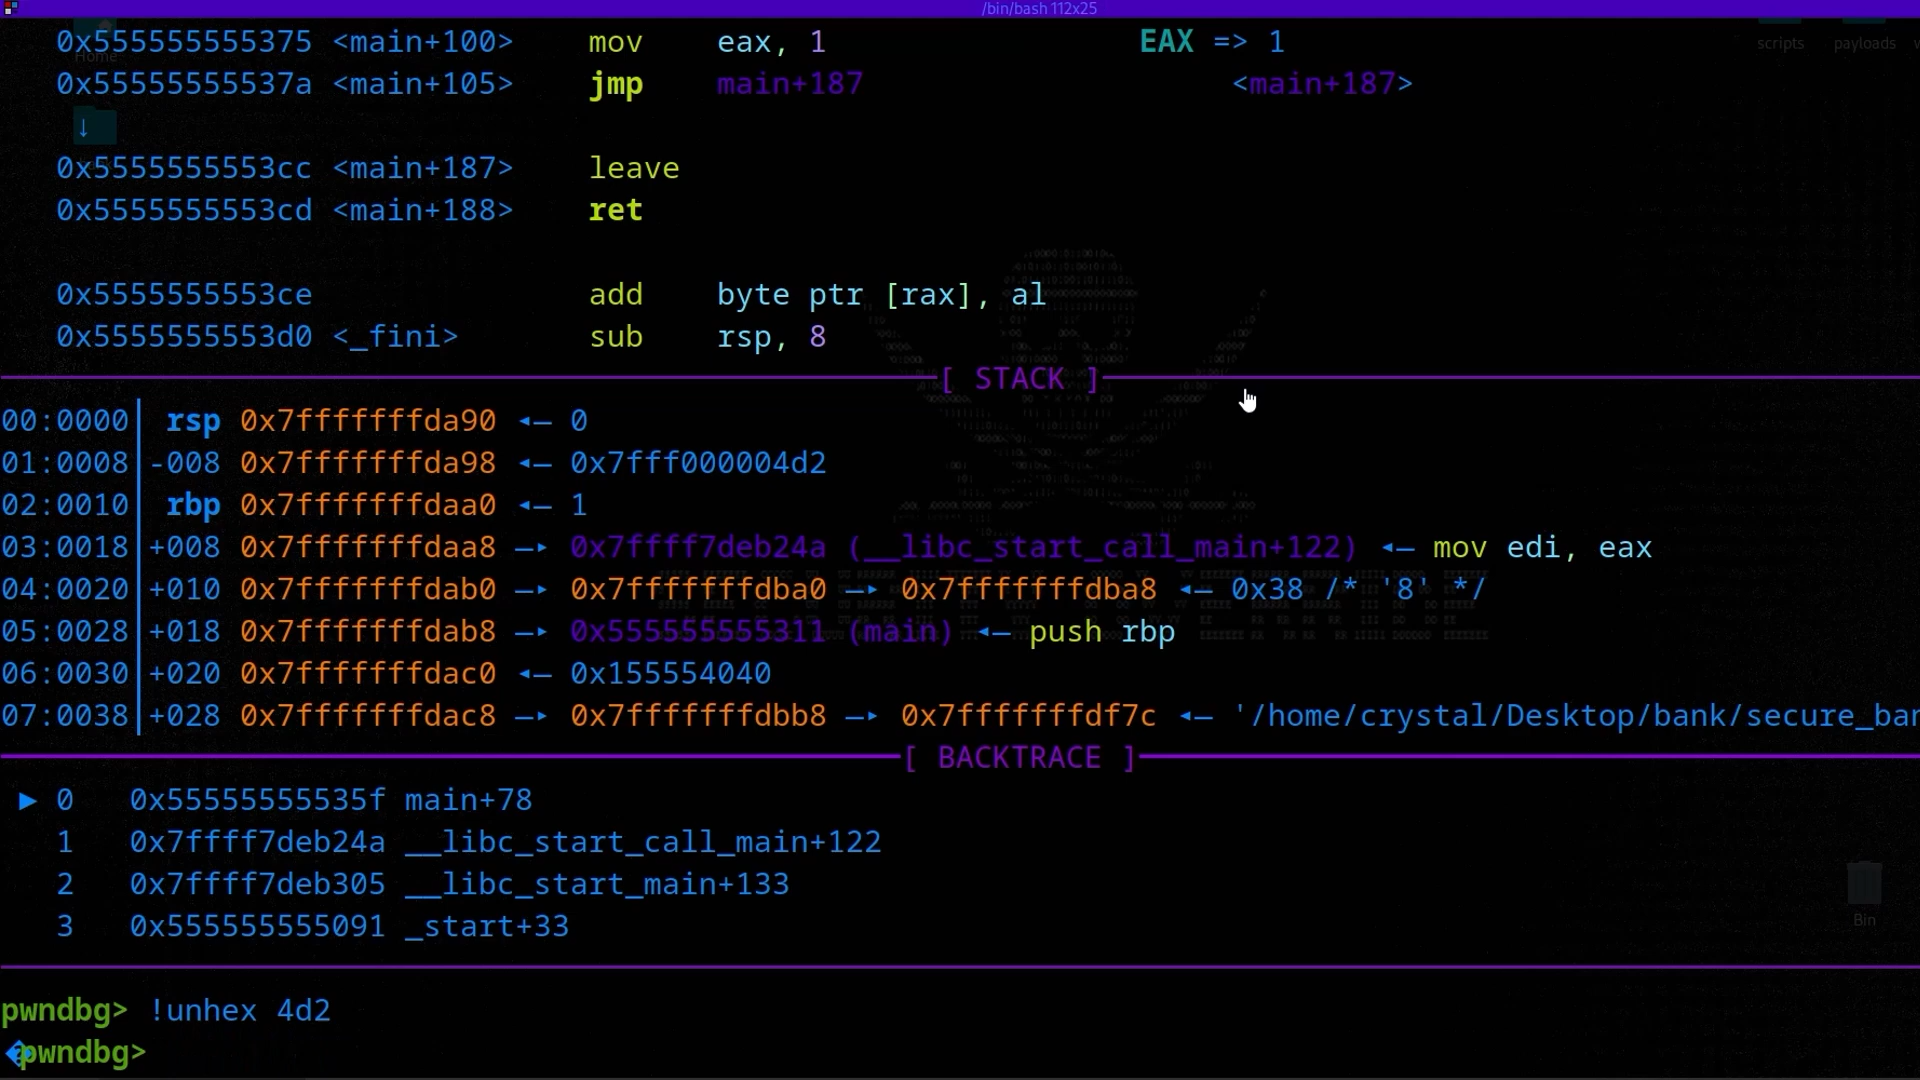 /bin/bash 112x25
0x555555555375 <main+100> mov eax, 1 EAX => 1
Home
scripts payloads
0x55555555537a <main+105> jmp main+187 <main+187>
0x5555555553cc <main+187> leave
0x5555555553cd <main+188> ret
0x5555555553ce add byte ptr [rax], al
0x5555555553d0 <_fini> sub rsp, 8
[ STACK ]
00:0000│ rsp 0x7fffffffda90 ◂— 0
01:0008│-008 0x7fffffffda98 ◂— 0x7fff000004d2
02:0010│ rbp 0x7fffffffdaa0 ◂— 1
03:0018│+008 0x7fffffffdaa8 —▸ 0x7ffff7deb24a (__libc_start_call_main+122) ◂— mov edi, eax
04:0020│+010 0x7fffffffdab0 —▸ 0x7fffffffdba0 —▸ 0x7fffffffdba8 ◂— 0x38 /* '8' */
05:0028│+018 0x7fffffffdab8 —▸ 0x555555555311 (main) ◂— push rbp
06:0030│+020 0x7fffffffdac0 ◂— 0x155554040
07:0038│+028 0x7fffffffdac8 —▸ 0x7fffffffdbb8 —▸ 0x7fffffffdf7c ◂— '/home/crystal/Desktop/bank/secure_ban
[ BACKTRACE ]
► 0 0x55555555535f main+78
1 0x7ffff7deb24a __libc_start_call_main+122
2 0x7ffff7deb305 __libc_start_main+133
3 0x555555555091 _start+33
Bin
pwndbg> !unhex 4d2
�pwndbg>